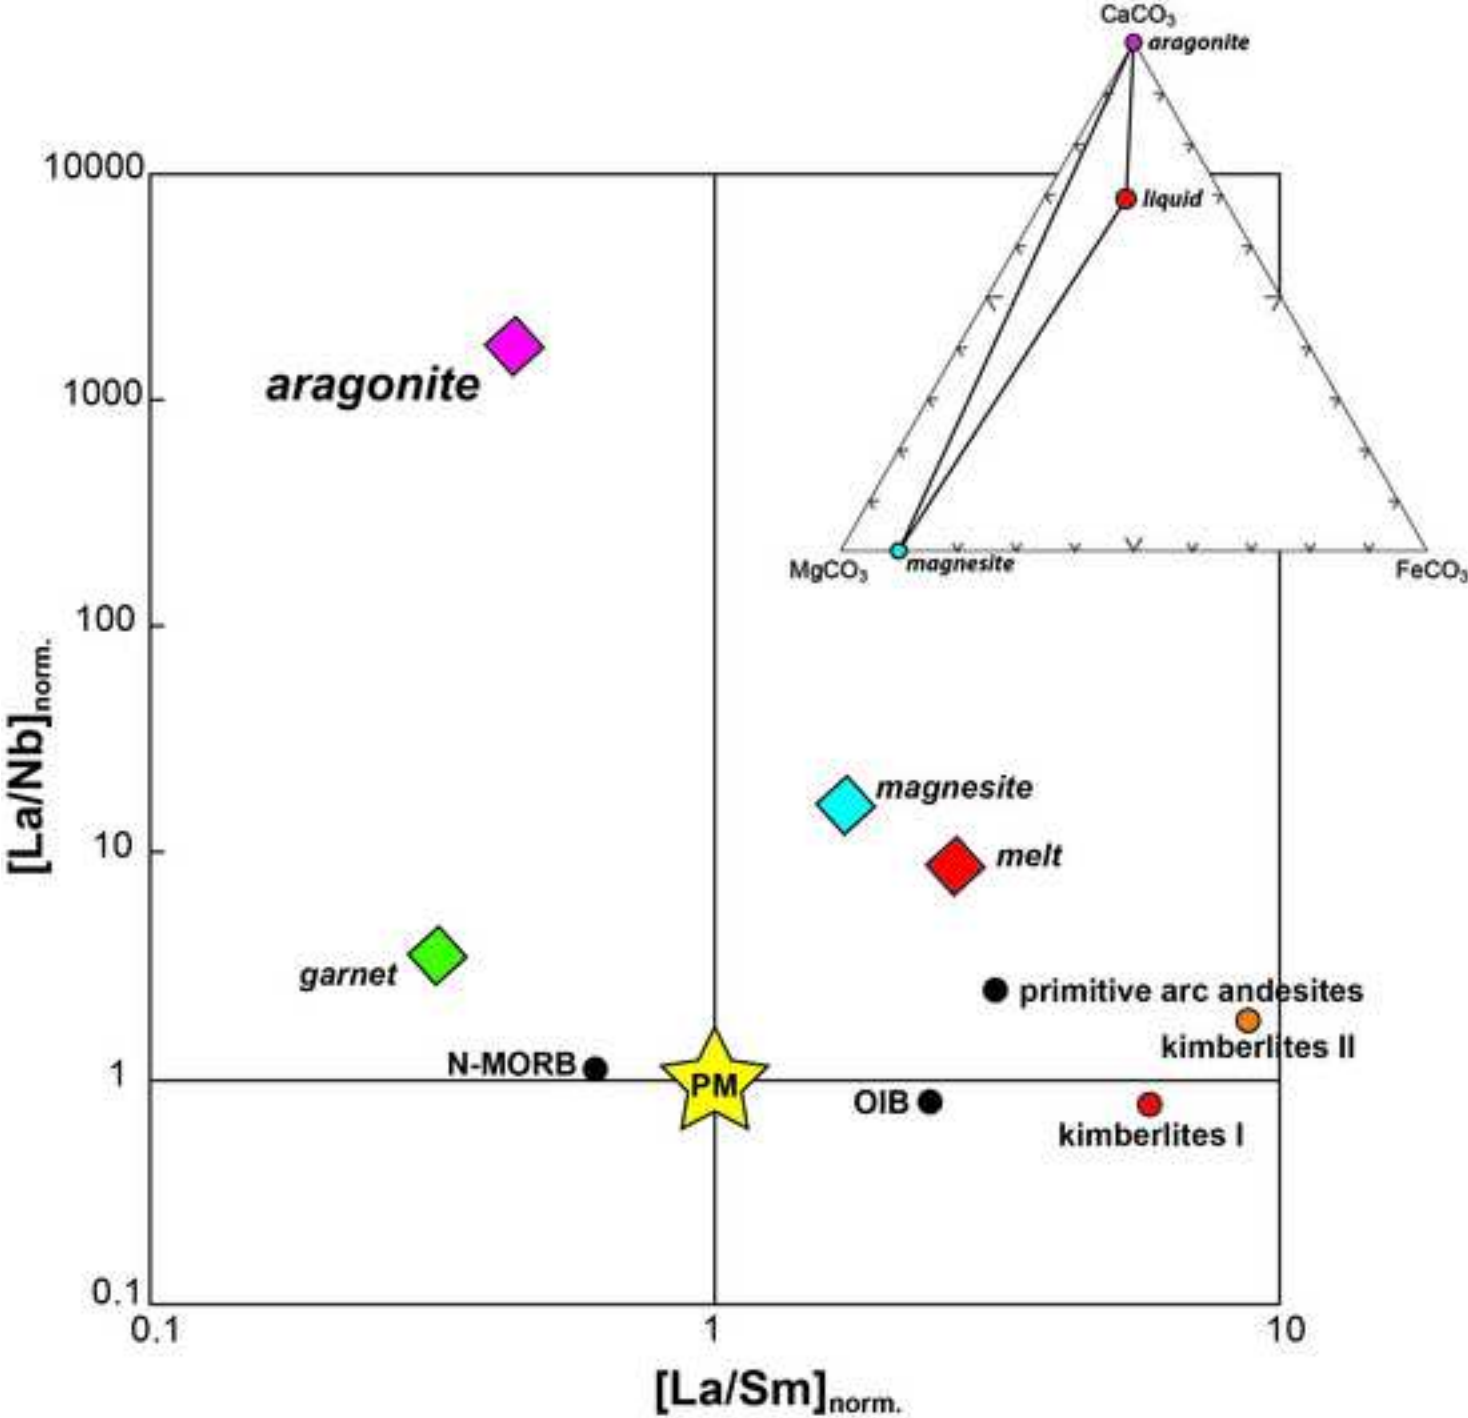 CaCO₃
aragonite
10000
liquid
aragonite
1000
MgCO₃
magnesite
FeCO₃
100
[La/Nb]norm.
magnesite
10
melt
garnet
primitive arc andesites
kimberlites II
N-MORB
1
PM
OIB
kimberlites I
0.1
0.1
1
10
[La/Sm]norm.